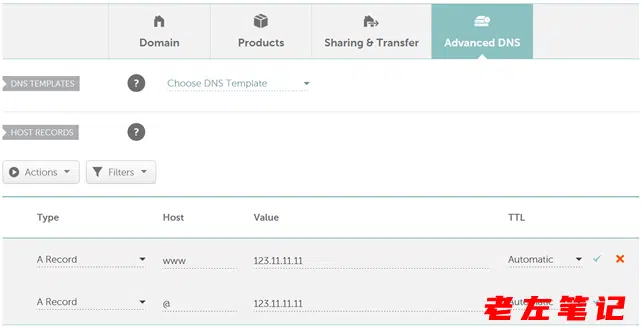 Domain
Products
Sharing & Transfer
Advanced DNS
DNS TEMPLATES
?
Choose DNS Template
HOST RECORDS
?
Actions
Filters
Type Host Value TTL
A Record www 123.11.11.11 Automatic
A Record @ 123.11.11.11 Automatic
老左笔记